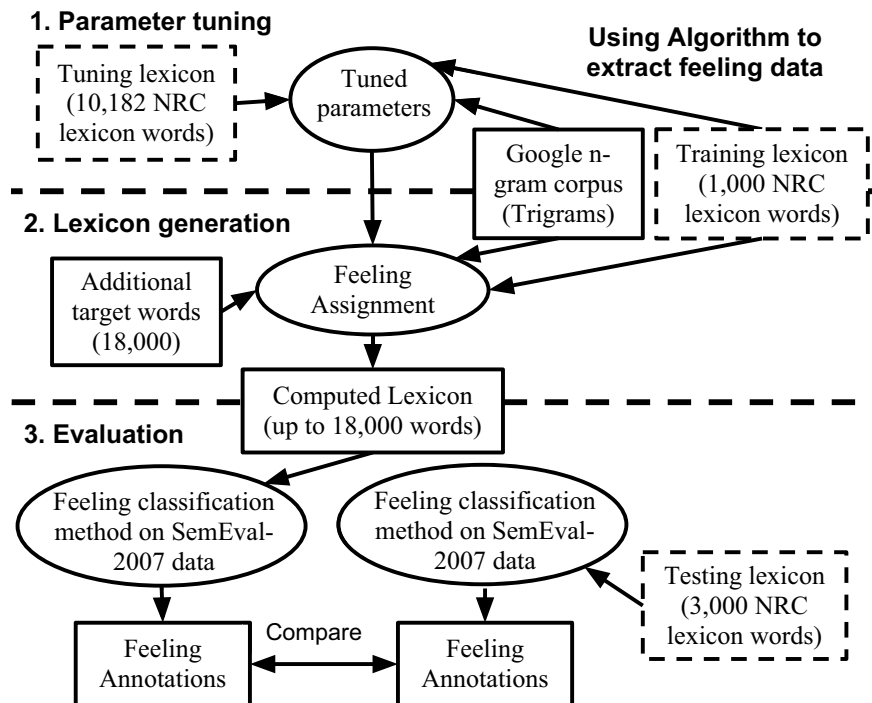 1. Parameter tuning
Using Algorithm to
extract feeling data
Tuning lexicon
(10,182 NRC
lexicon words)
Tuned
parameters
Google n-
gram corpus
(Trigrams)
Training lexicon
(1,000 NRC
lexicon words)
2. Lexicon generation
Additional
target words
(18,000)
Feeling
Assignment
Computed Lexicon
(up to 18,000 words)
3. Evaluation
Feeling classification
method on SemEval-
2007 data
Feeling classification
method on SemEval-
2007 data
Testing lexicon
(3,000 NRC
lexicon words)
Feeling
Annotations
Compare
Feeling
Annotations